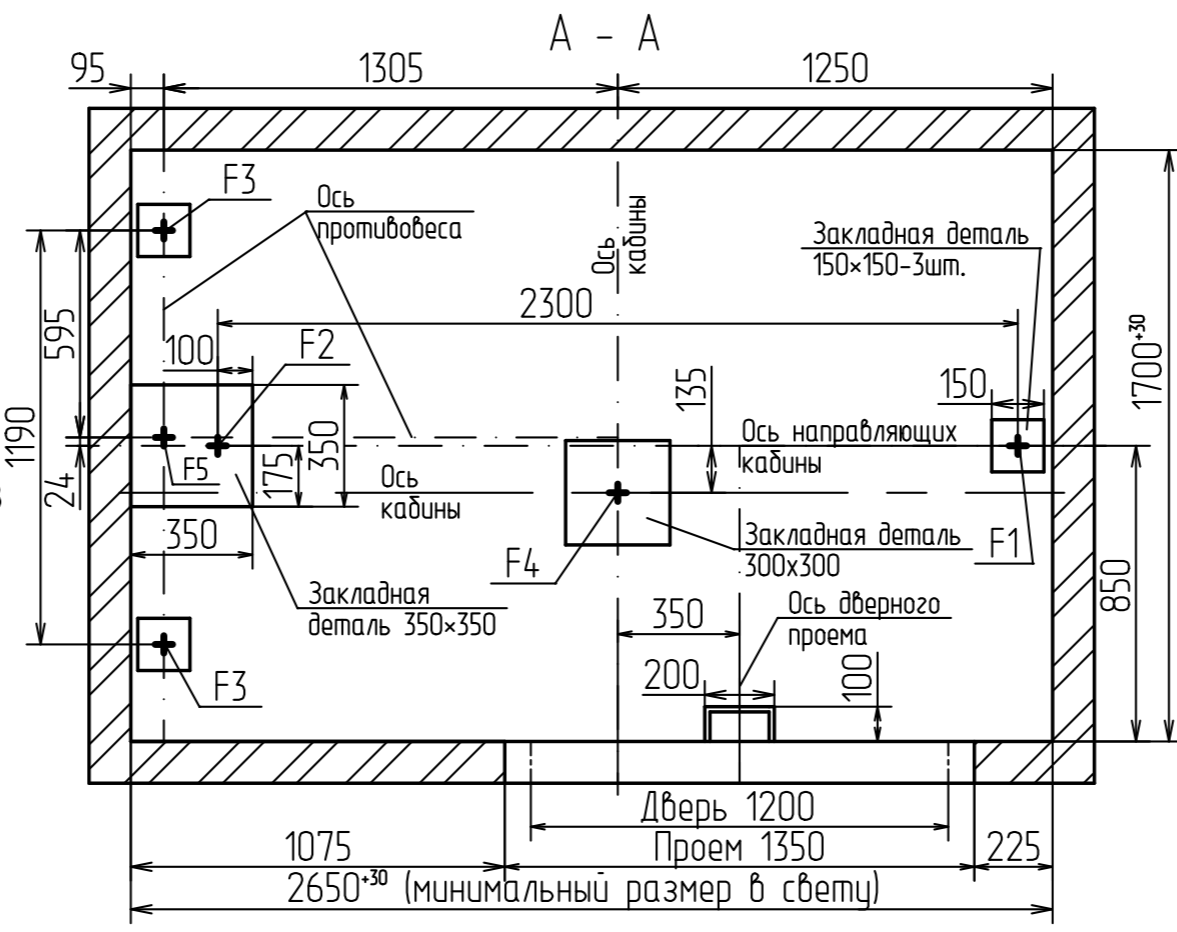 А - А
95
1305
1250
F3
Ось
противовеса
Ось
кабины
Закладная деталь
150×150-3шт.
2300
595
100
F2
135
150
1700⁺³⁰
1190
350
Ось направляющих
кабины
24
F5
175
Ось
кабины
350
F4
Закладная деталь
300х300
F1
850
Закладная
деталь 350×350
350
Ось дверного
проема
F3
200
100
Дверь 1200
1075
Проем 1350
225
2650⁺³⁰ (минимальный размер в свету)